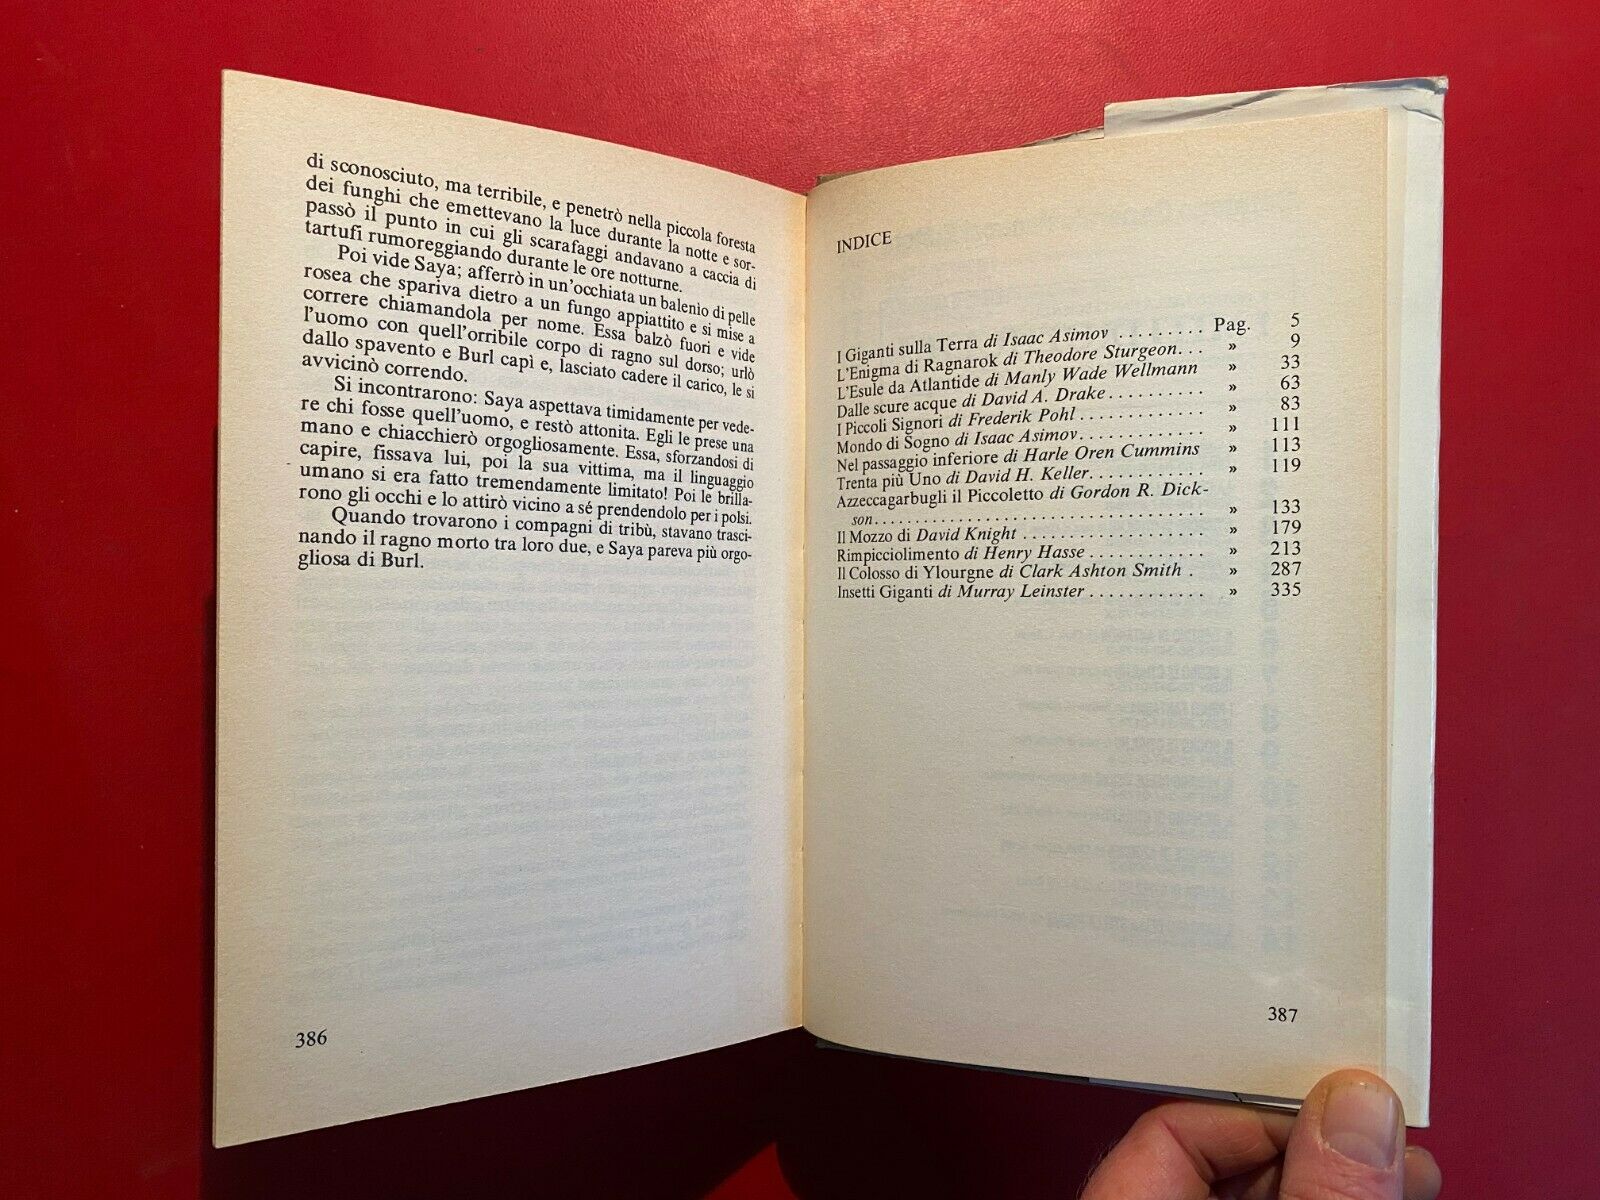 di sconosciuto, ma terribile, e penetrò nella piccola foresta
dei funghi che emettevano la luce durante la notte e sor-
passò il punto in cui gli scarafaggi andavano a caccia di
tartufi rumoreggiando durante le ore notturne.
Poi vide Saya; afferrò in un'occhiata un balenìo di pelle
rosea che spariva dietro a un fungo appiattito e si mise a
correre chiamandola per nome. Essa balzò fuori e vide
l'uomo con quell'orribile corpo di ragno sul dorso; urlò
dallo spavento e Burl capì e, lasciato cadere il carico, le si
avvicinò correndo.
Si incontrarono: Saya aspettava timidamente per vede-
re chi fosse quell'uomo, e restò attonita. Egli le prese una
mano e chiacchierò orgogliosamente. Essa, sforzandosi di
capire, fissava lui, poi la sua vittima, ma il linguaggio
umano si era fatto tremendamente limitato! Poi le brilla-
rono gli occhi e lo attirò vicino a sé prendendolo per i polsi.
Quando trovarono i compagni di tribù, stavano trasci-
nando il ragno morto tra loro due, e Saya pareva più orgo-
gliosa di Burl.
386
INDICE
I Giganti sulla Terra di Isaac Asimov ......... Pag. 5
L'Enigma di Ragnarok di Theodore Sturgeon... » 9
L'Esule da Atlantide di Manly Wade Wellmann » 33
Dalle scure acque di David A. Drake.......... » 63
I Piccoli Signori di Frederik Pohl............. » 83
Mondo di Sogno di Isaac Asimov............. » 111
Nel passaggio inferiore di Harle Oren Cummins » 113
Trenta più Uno di David H. Keller............ » 119
Azzeccagarbugli il Piccoletto di Gordon R. Dick-
son........................................ » 133
Il Mozzo di David Knight .................... » 179
Rimpicciolimento di Henry Hasse ............ » 213
Il Colosso di Ylourgne di Clark Ashton Smith . » 287
Insetti Giganti di Murray Leinster ............ » 335
387